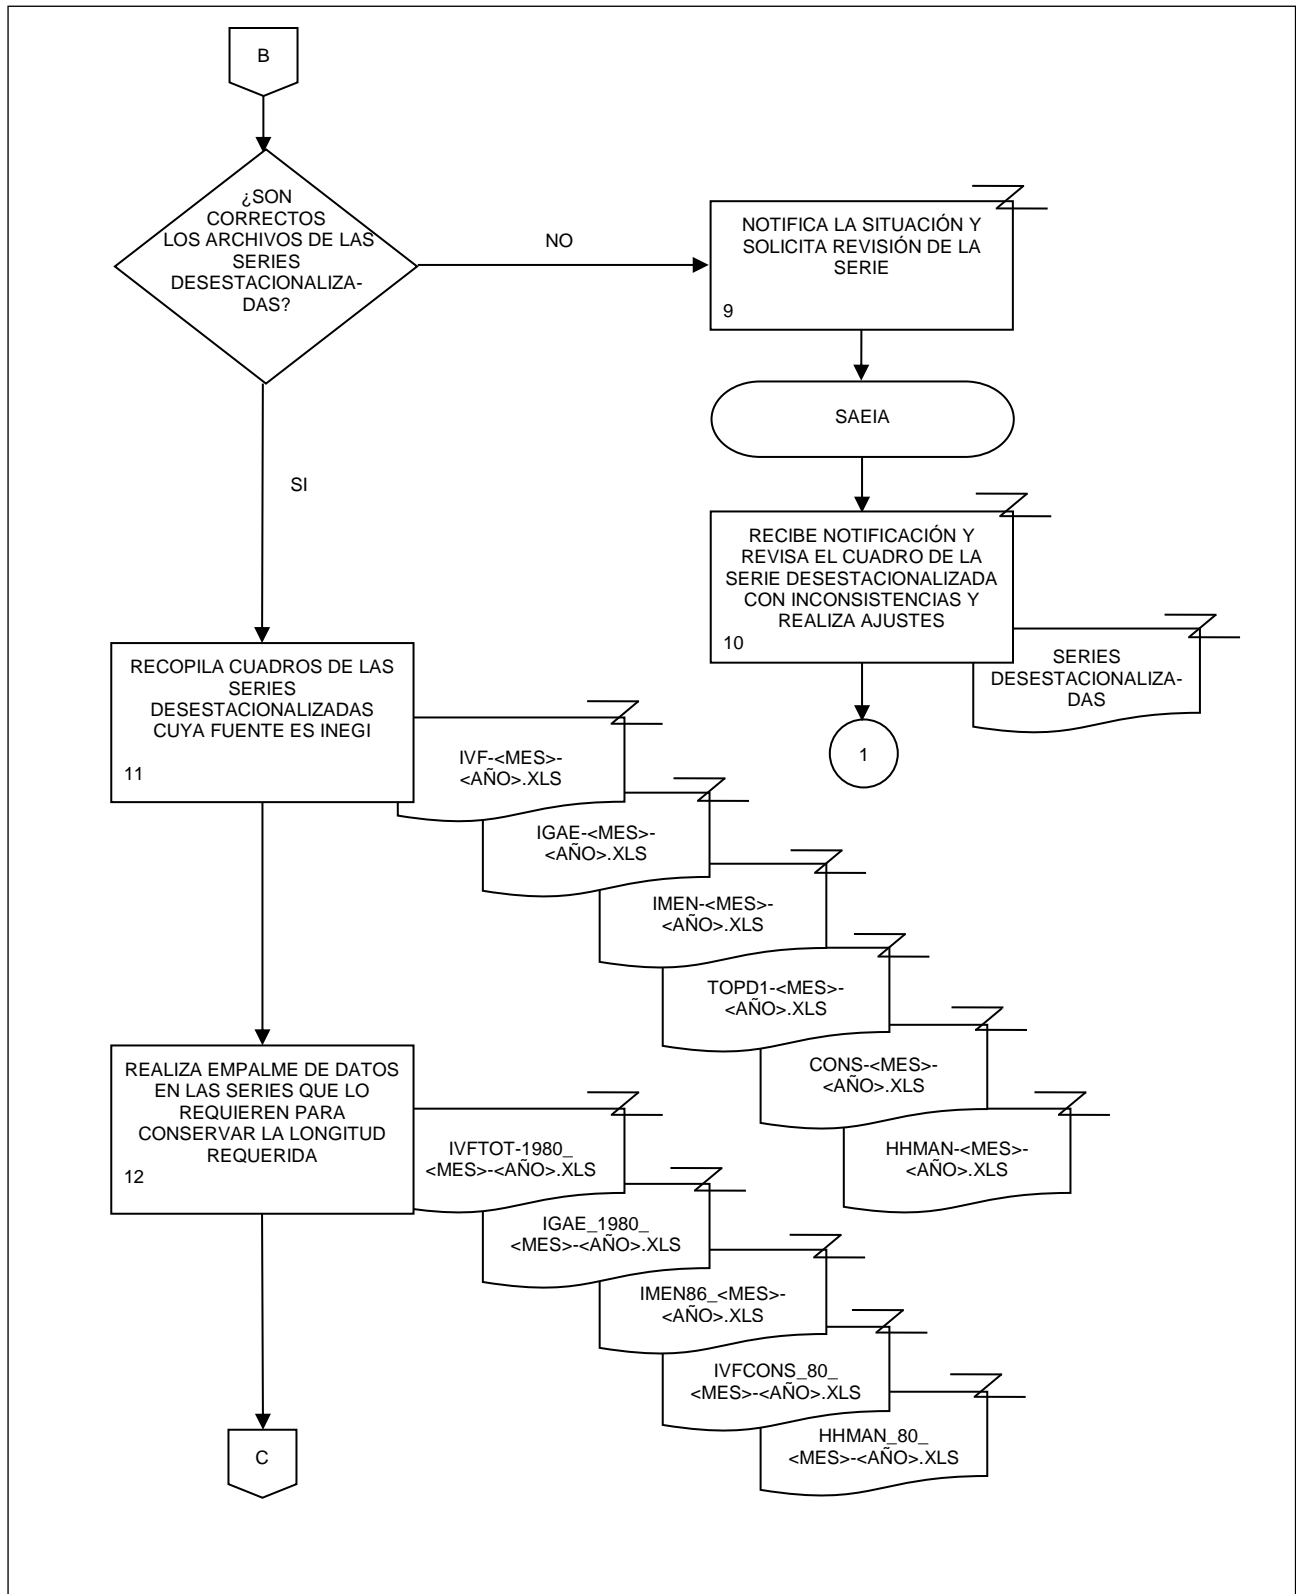 B
¿SON
CORRECTOS
LOS ARCHIVOS DE LAS
SERIES
DESESTACIONALIZA-
DAS?
NO
NOTIFICA LA SITUACIÓN Y
SOLICITA REVISIÓN DE LA
SERIE
9
SAEIA
SI
RECIBE NOTIFICACIÓN Y
REVISA EL CUADRO DE LA
SERIE DESESTACIONALIZADA
CON INCONSISTENCIAS Y
REALIZA AJUSTES
10
SERIES
DESESTACIONALIZA-
DAS
1
RECOPILA CUADROS DE LAS
SERIES
DESESTACIONALIZADAS
CUYA FUENTE ES INEGI
11
IVF-<MES>-
<AÑO>.XLS
IGAE-<MES>-
<AÑO>.XLS
IMEN-<MES>-
<AÑO>.XLS
TOPD1-<MES>-
<AÑO>.XLS
CONS-<MES>-
<AÑO>.XLS
HHMAN-<MES>-
<AÑO>.XLS
REALIZA EMPALME DE DATOS
EN LAS SERIES QUE LO
REQUIEREN PARA
CONSERVAR LA LONGITUD
REQUERIDA
12
IVFTOT-1980_
<MES>-<AÑO>.XLS
IGAE_1980_
<MES>-<AÑO>.XLS
IMEN86_<MES>-
<AÑO>.XLS
IVFCONS_80_
<MES>-<AÑO>.XLS
HHMAN_80_
<MES>-<AÑO>.XLS
C